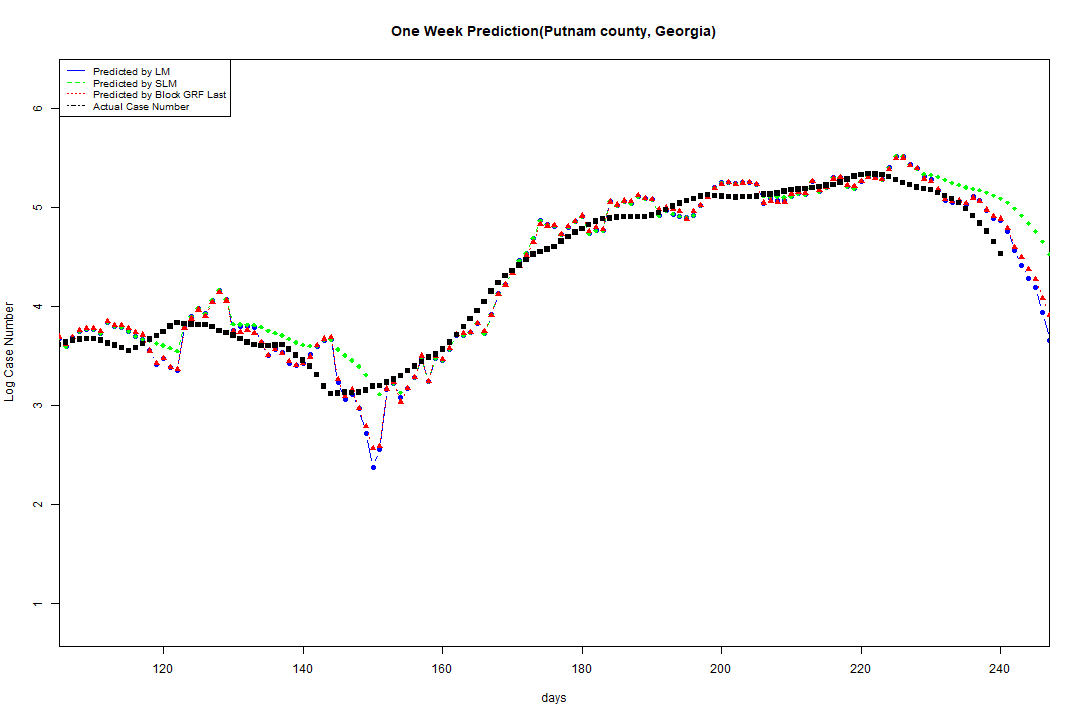 One Week Prediction(Putnam county, Georgia)
Predicted by LM
Predicted by SLM
Predicted by Block GRF Last
Actual Case Number
6
5
4
3
2
1
Log Case Number
120 140 160 180 200 220 240
days